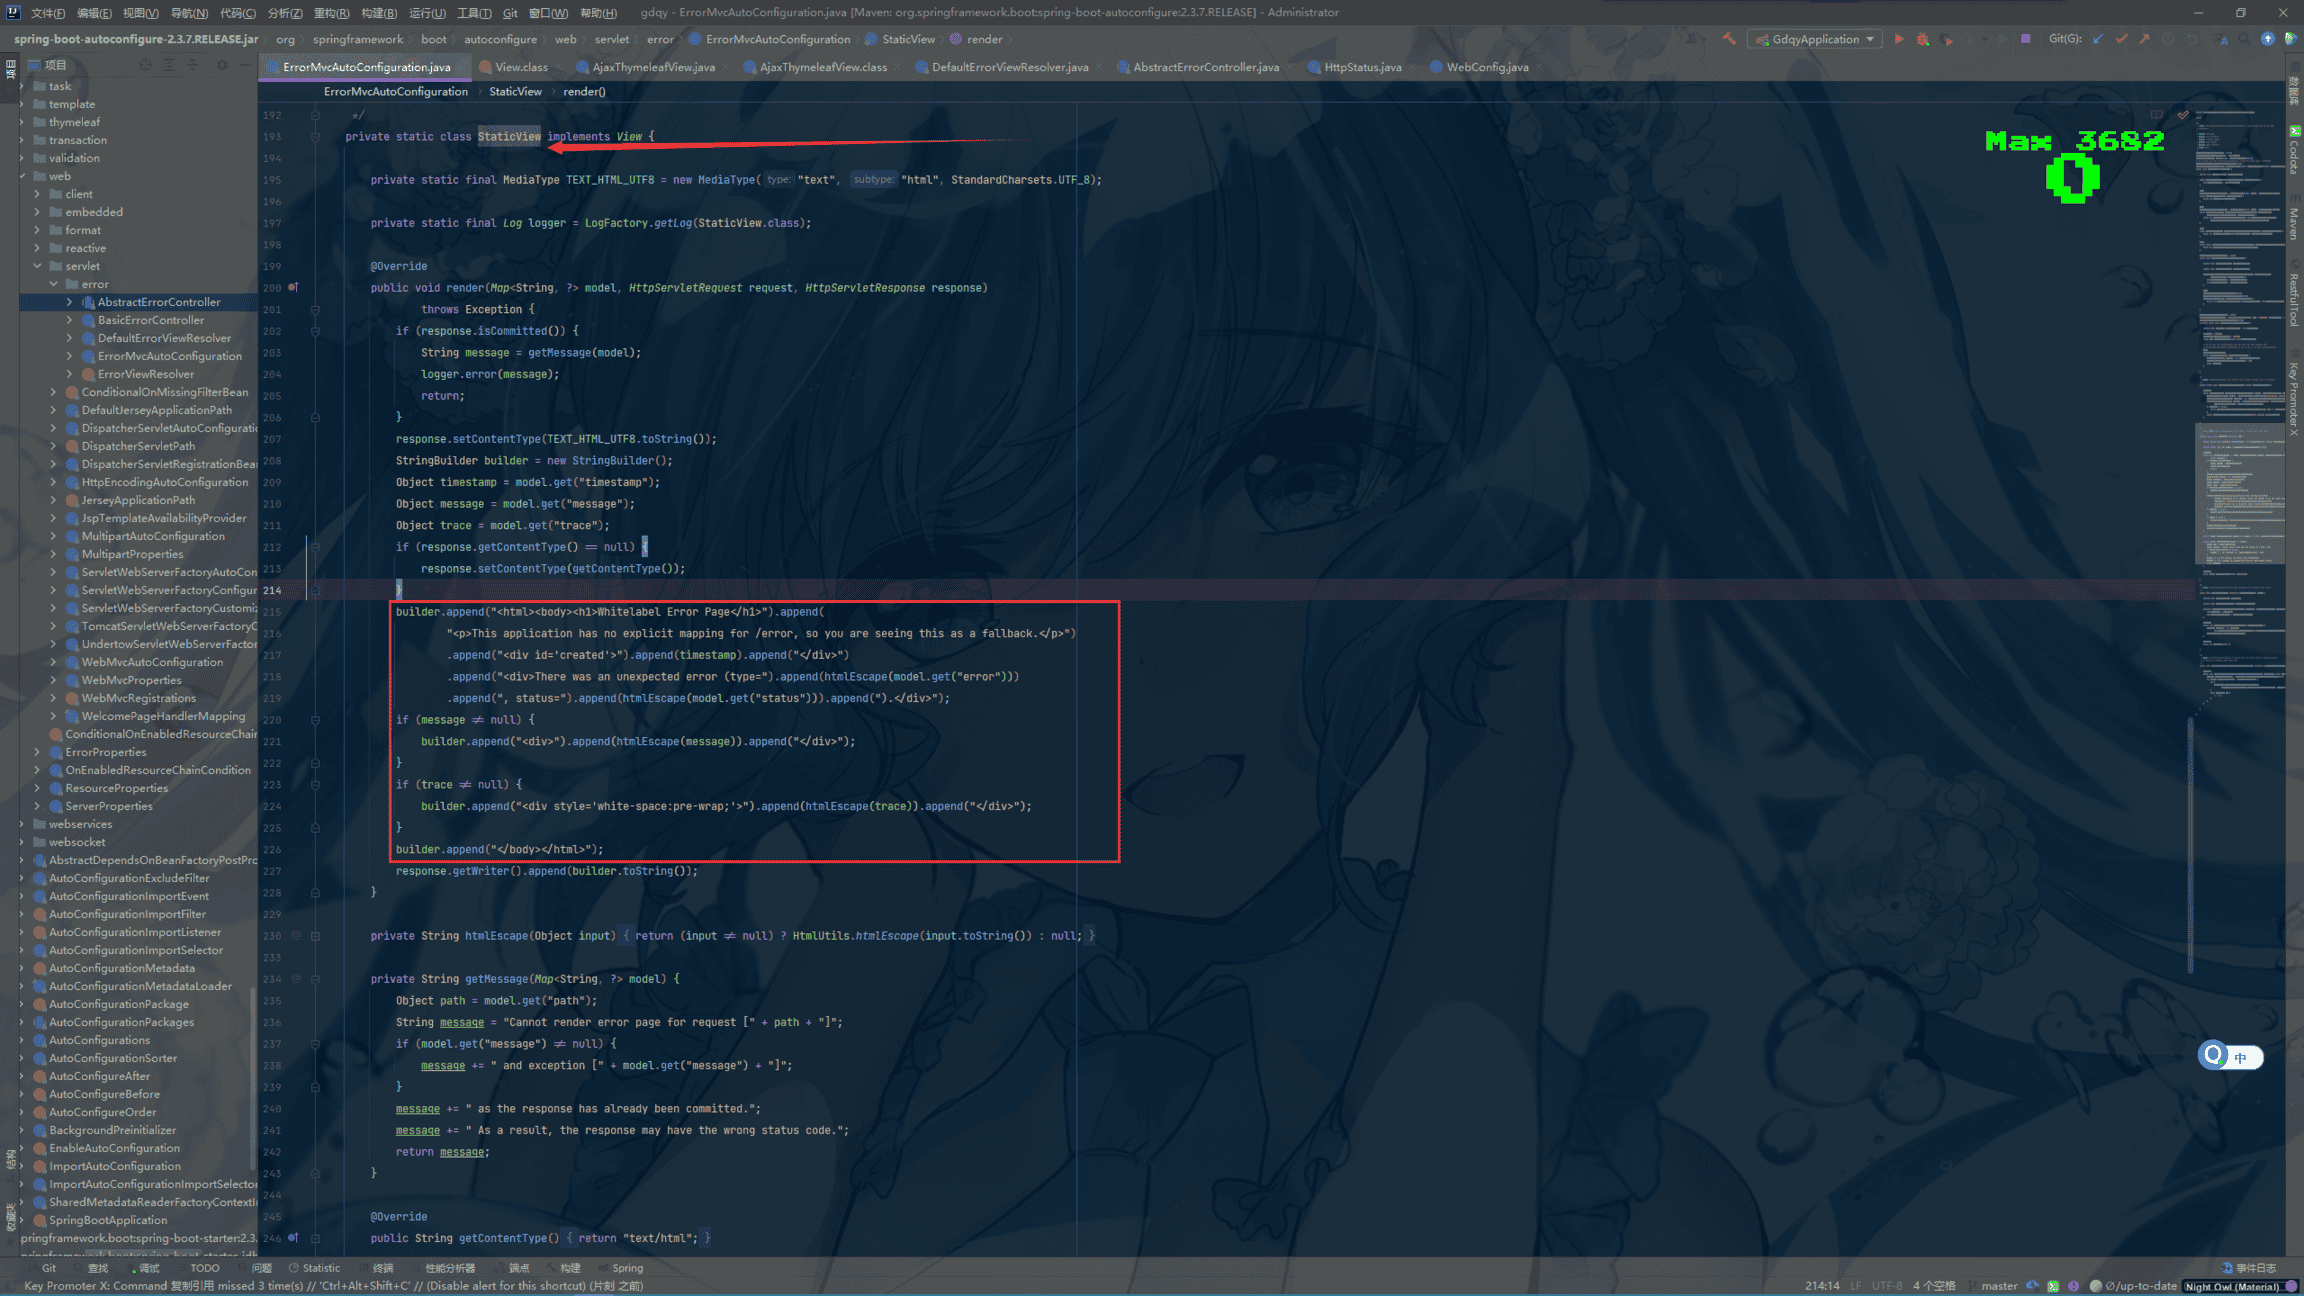 文件(F) 编辑(E) 视图(V) 导航(N) 代码(C) 分析(Z) 重构(R) 构建(B) 运行(U) 工具(T) Git 窗口(W) 帮助(H) gdqy - ErrorMvcAutoConfiguration.java [Maven: org.springframework.boot:spring-boot-autoconfigure:2.3.7.RELEASE] - Administrator
spring-boot-autoconfigure-2.3.7.RELEASE.jar org springframework boot autoconfigure web servlet error ErrorMvcAutoConfiguration StaticView render GdqyApplication Git(G):
项目
ErrorMvcAutoConfiguration.java View.class AjaxThymeleafView.java AjaxThymeleafView.class DefaultErrorViewResolver.java AbstractErrorController.java HttpStatus.java WebConfig.java
ErrorMvcAutoConfiguration › StaticView › render()
task
template
thymeleaf
transaction
validation
web
client
embedded
format
reactive
servlet
error
AbstractErrorController
BasicErrorController
DefaultErrorViewResolver
ErrorMvcAutoConfiguration
ErrorViewResolver
ConditionalOnMissingFilterBean
DefaultJerseyApplicationPath
DispatcherServletAutoConfigurati
DispatcherServletPath
DispatcherServletRegistrationBea
HttpEncodingAutoConfiguration
JerseyApplicationPath
JspTemplateAvailabilityProvider
MultipartAutoConfiguration
MultipartProperties
ServletWebServerFactoryAutoCon
ServletWebServerFactoryConfigur
ServletWebServerFactoryCustomiz
TomcatServletWebServerFactoryC
UndertowServletWebServerFactor
WebMvcAutoConfiguration
WebMvcProperties
WebMvcRegistrations
WelcomePageHandlerMapping
ConditionalOnEnabledResourceChain
ErrorProperties
OnEnabledResourceChainCondition
ResourceProperties
ServerProperties
webservices
websocket
AbstractDependsOnBeanFactoryPostPro
AutoConfigurationExcludeFilter
AutoConfigurationImportEvent
AutoConfigurationImportFilter
AutoConfigurationImportListener
AutoConfigurationImportSelector
AutoConfigurationMetadata
AutoConfigurationMetadataLoader
AutoConfigurationPackage
AutoConfigurationPackages
AutoConfigurations
AutoConfigurationSorter
AutoConfigureAfter
AutoConfigureBefore
AutoConfigureOrder
BackgroundPreinitializer
EnableAutoConfiguration
ImportAutoConfiguration
ImportAutoConfigurationImportSelector
SharedMetadataReaderFactoryContextIn
SpringBootApplication
pringframework.boot:spring-boot-starter:2.3.
192 */
193 private static class StaticView implements View {
194
195 private static final MediaType TEXT_HTML_UTF8 = new MediaType( type: "text", subtype: "html", StandardCharsets.UTF_8);
196
197 private static final Log logger = LogFactory.getLog(StaticView.class);
198
199 @Override
200 public void render(Map<String, ?> model, HttpServletRequest request, HttpServletResponse response)
201 throws Exception {
202 if (response.isCommitted()) {
203 String message = getMessage(model);
204 logger.error(message);
205 return;
206 }
207 response.setContentType(TEXT_HTML_UTF8.toString());
208 StringBuilder builder = new StringBuilder();
209 Object timestamp = model.get("timestamp");
210 Object message = model.get("message");
211 Object trace = model.get("trace");
212 if (response.getContentType() == null) {
213 response.setContentType(getContentType());
214 }
215 builder.append("<html><body><h1>Whitelabel Error Page</h1>").append(
216 "<p>This application has no explicit mapping for /error, so you are seeing this as a fallback.</p>")
217 .append("<div id='created'>").append(timestamp).append("</div>")
218 .append("<div>There was an unexpected error (type=").append(htmlEscape(model.get("error")))
219 .append(", status=").append(htmlEscape(model.get("status"))).append(").</div>");
220 if (message ≠ null) {
221 builder.append("<div>").append(htmlEscape(message)).append("</div>");
222 }
223 if (trace ≠ null) {
224 builder.append("<div style='white-space:pre-wrap;'>").append(htmlEscape(trace)).append("</div>");
225 }
226 builder.append("</body></html>");
227 response.getWriter().append(builder.toString());
228 }
229
230 private String htmlEscape(Object input) { return (input ≠ null) ? HtmlUtils.htmlEscape(input.toString()) : null; }
233
234 private String getMessage(Map<String, ?> model) {
235 Object path = model.get("path");
236 String message = "Cannot render error page for request [" + path + "]";
237 if (model.get("message") ≠ null) {
238 message += " and exception [" + model.get("message") + "]";
239 }
240 message += " as the response has already been committed.";
241 message += " As a result, the response may have the wrong status code.";
242 return message;
243 }
244
245 @Override
246 public String getContentType() { return "text/html"; }
Max 3682
0
中
项目
结构
收藏夹
数据库
Codota
Maven
RestfulTool
Key Promoter X
Git 查找 调试 TODO 问题 Statistic 终端 性能分析器 端点 构建 Spring 事件日志
Key Promoter X: Command 复制引用 missed 3 time(s) // 'Ctrl+Alt+Shift+C' // (Disable alert for this shortcut) (片刻 之前) 214:14 LF UTF-8 4 个空格 master ∅/up-to-date Night Owl (Material)